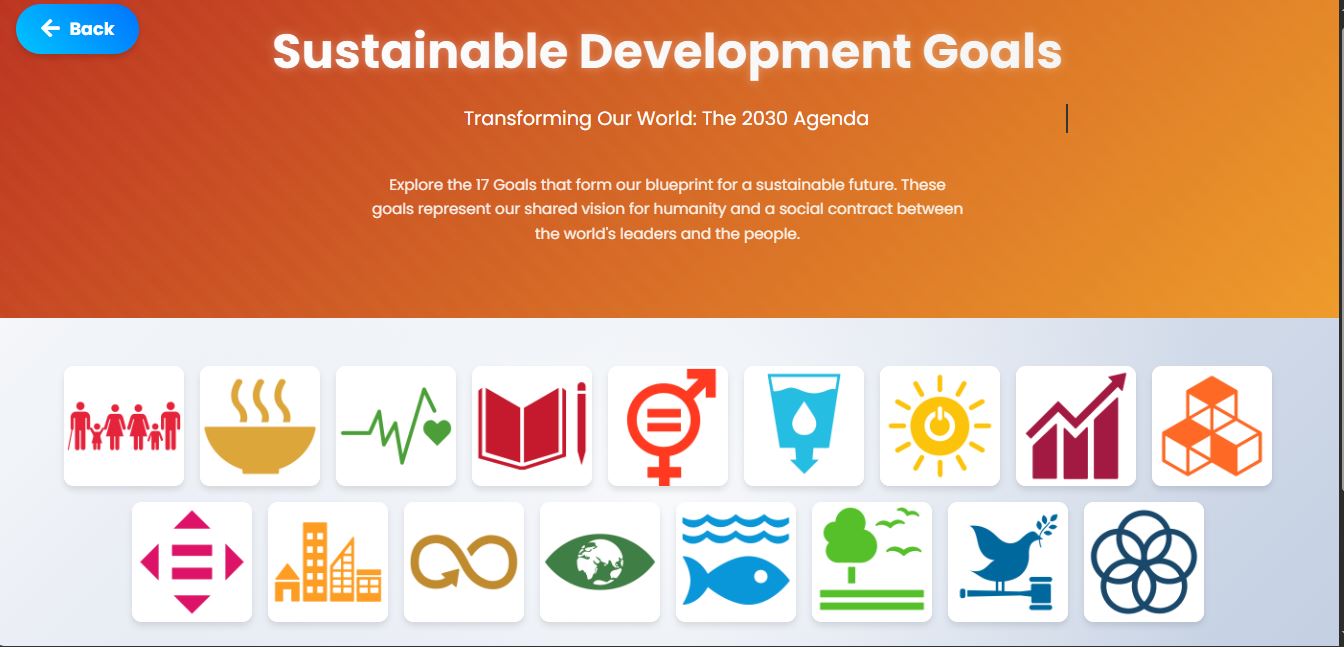 Back
Sustainable Development Goals
Transforming Our World: The 2030 Agenda
Explore the 17 Goals that form our blueprint for a sustainable future. These
goals represent our shared vision for humanity and a social contract between
the world's leaders and the people.